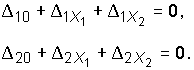 Δ₁₀ + Δ₁X₁ + Δ₁X₂ = 0,
Δ₂₀ + Δ₂X₁ + Δ₂X₂ = 0.